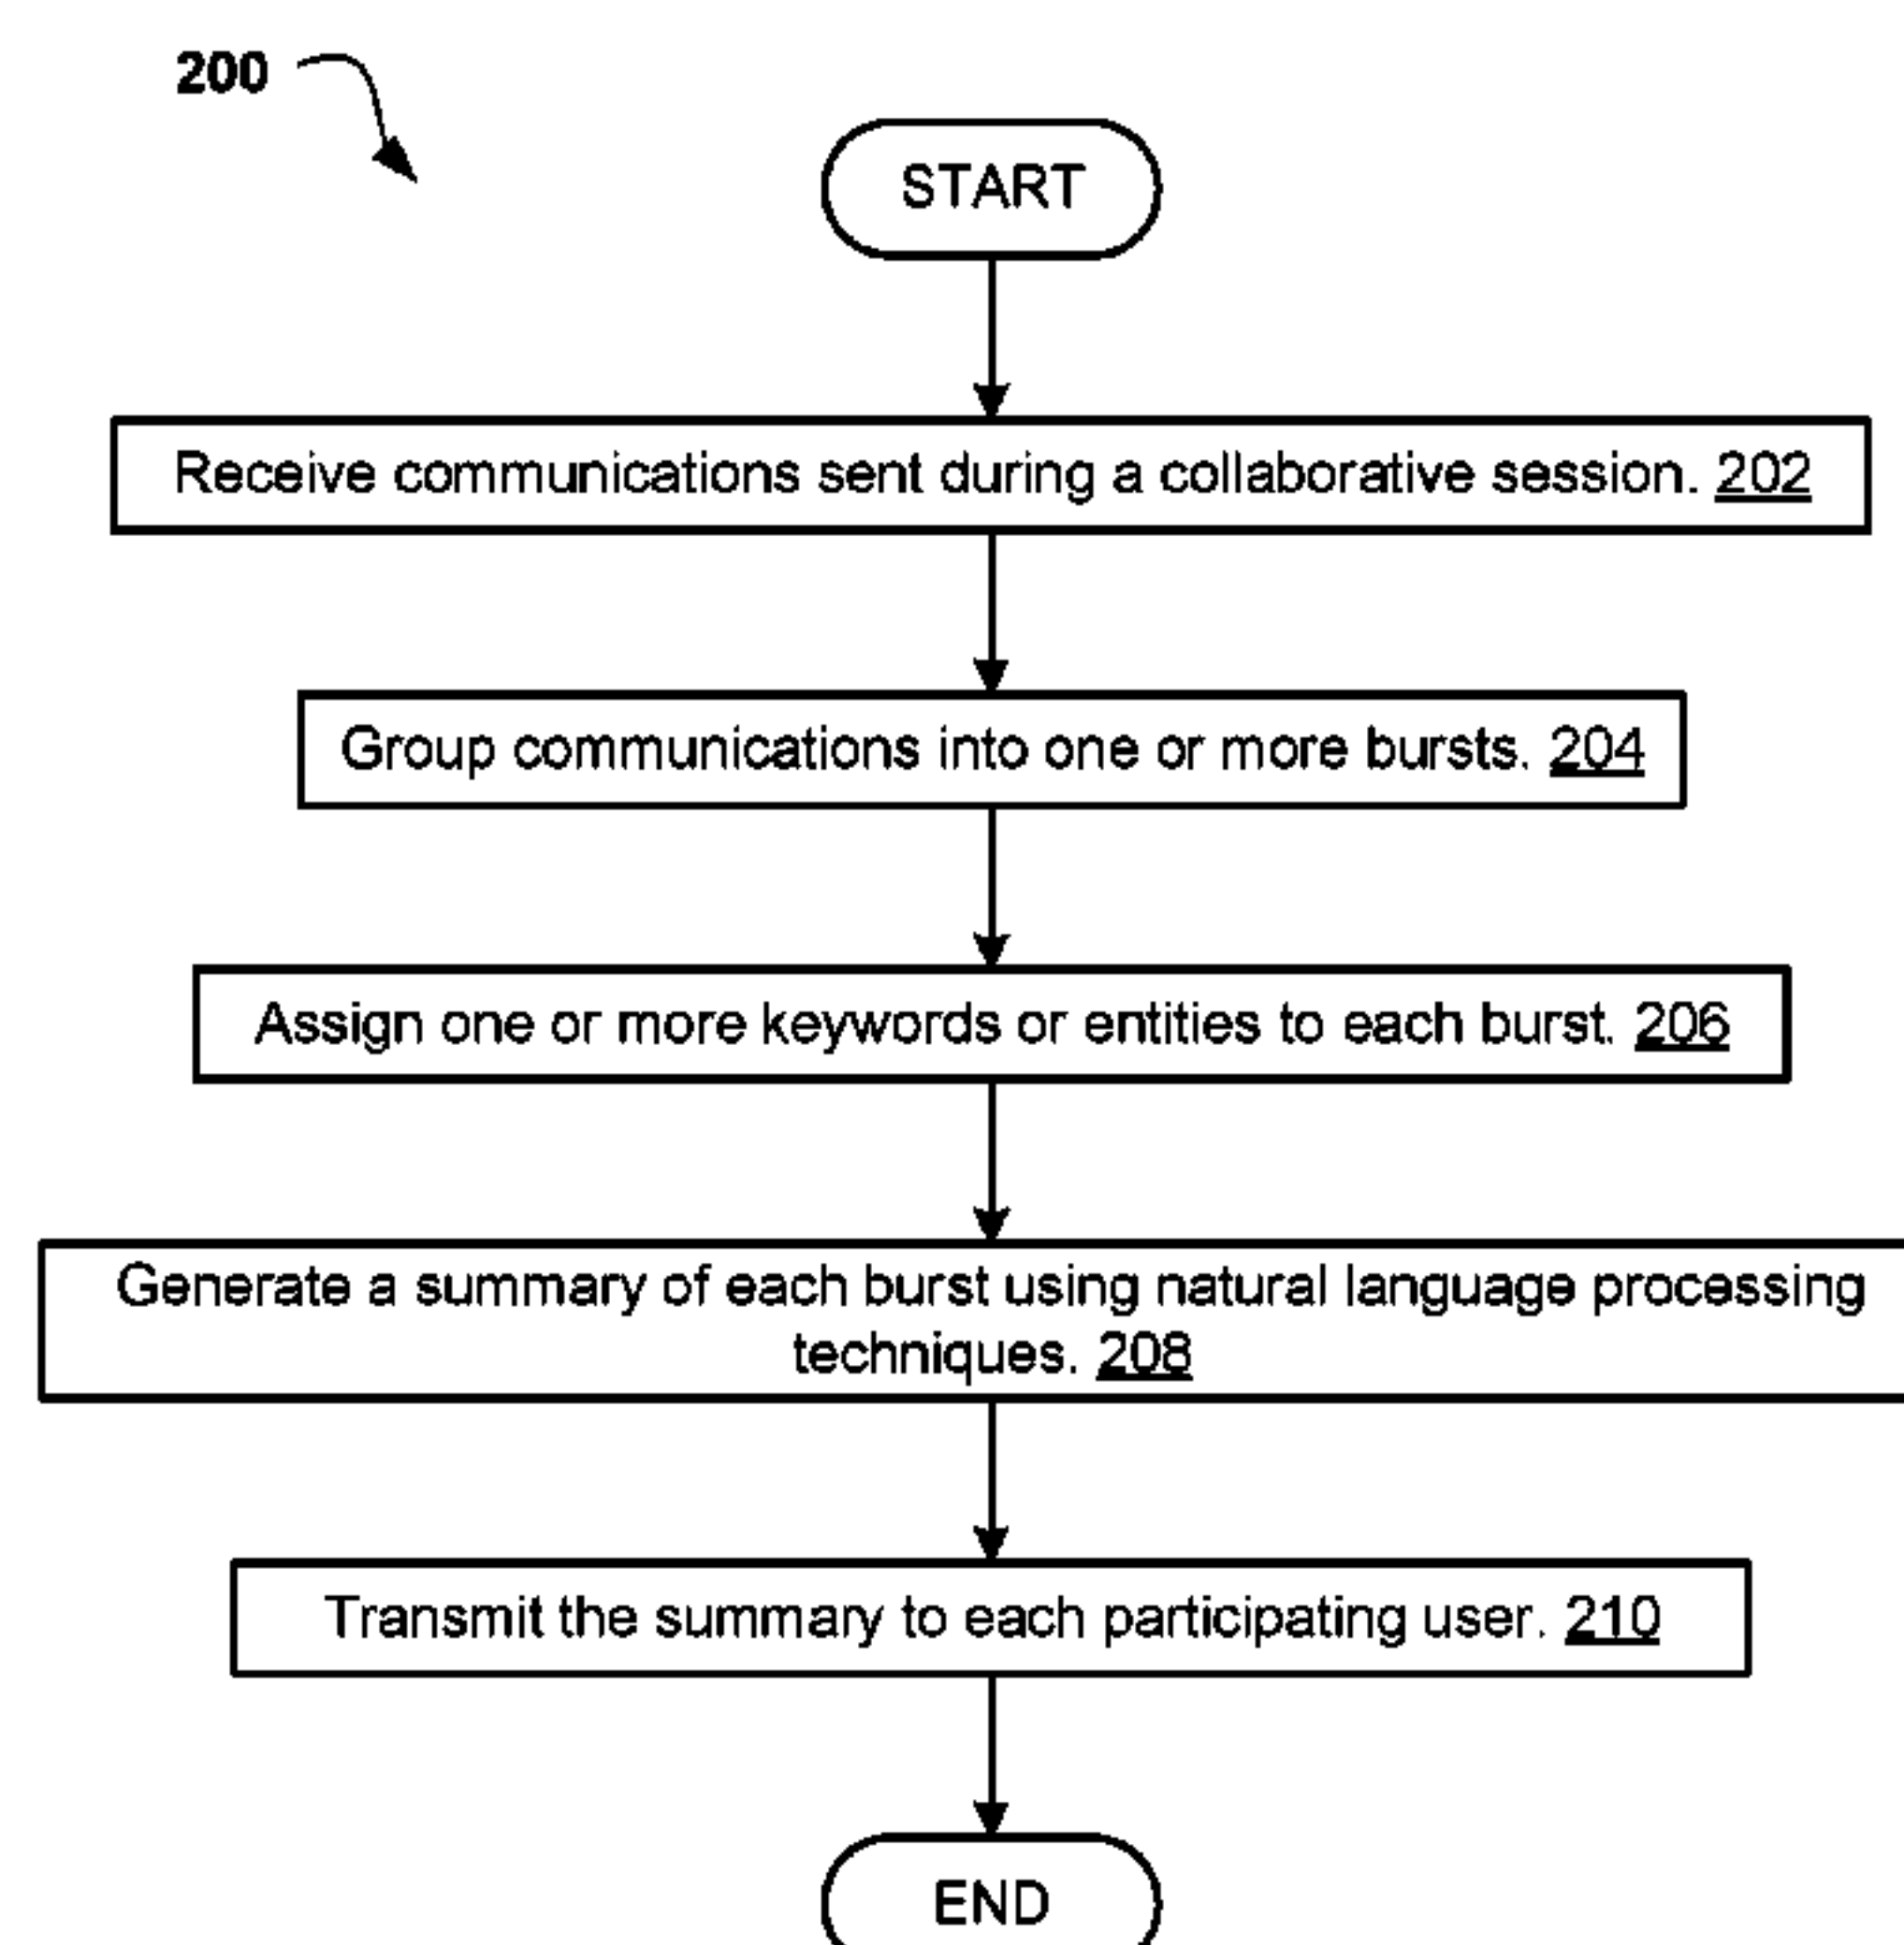 200
START
Receive communications sent during a collaborative session. 202
Group communications into one or more bursts. 204
Assign one or more keywords or entities to each burst. 206
Generate a summary of each burst using natural language processing
techniques. 208
Transmit the summary to each participating user. 210
END